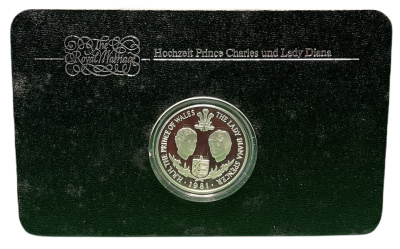 The
Royal Marriage
Hochzeit Prince Charles und Lady Diana
H.R.H. THE PRINCE OF WALES THE LADY DIANA SPENCER
· 1981 ·